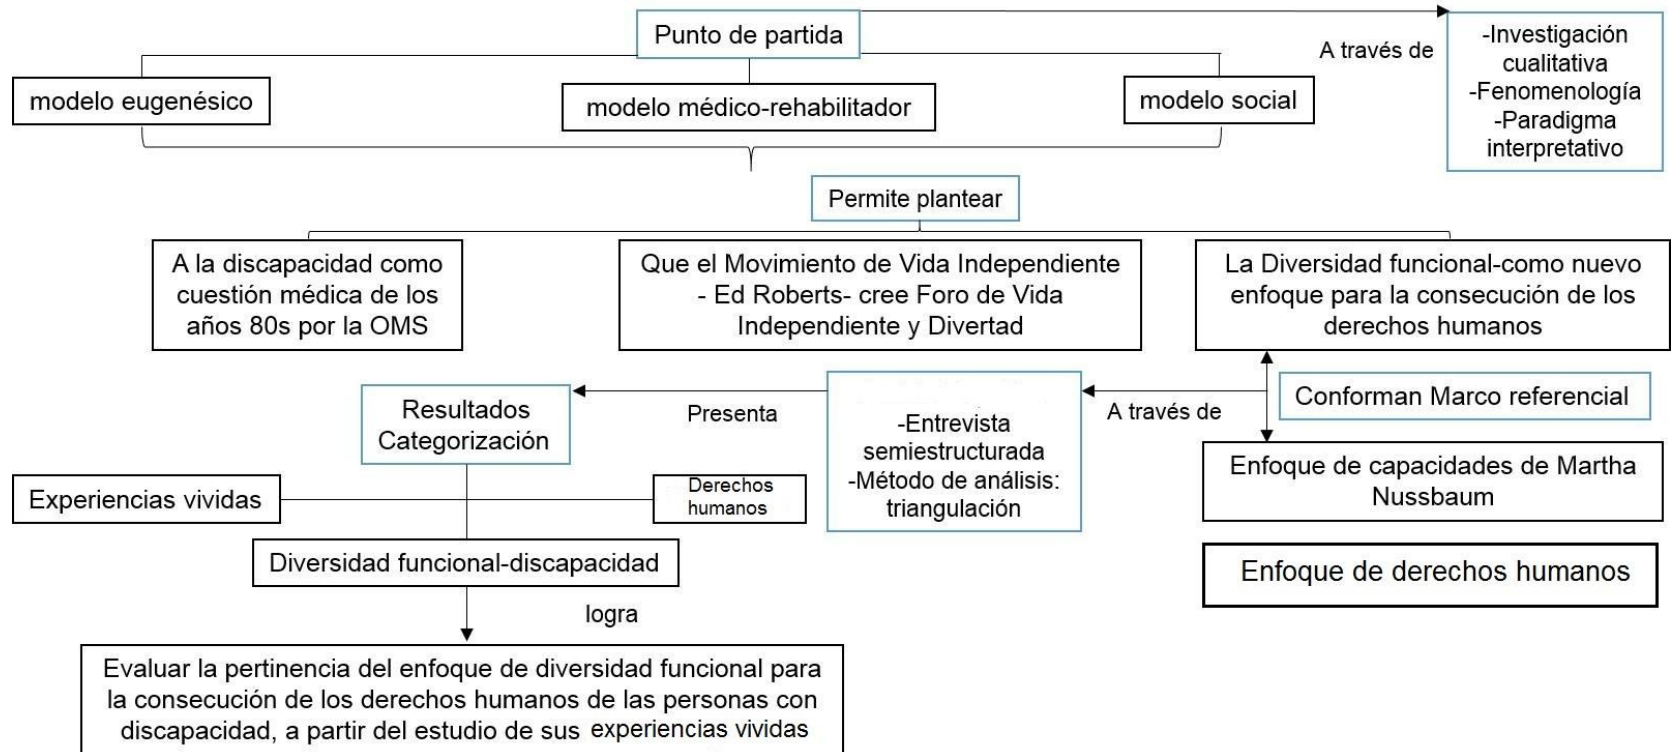 Punto de partida
A través de
-Investigación
cualitativa
-Fenomenología
-Paradigma
interpretativo
modelo eugenésico
modelo médico-rehabilitador
modelo social
Permite plantear
A la discapacidad como
cuestión médica de los
años 80s por la OMS
Que el Movimiento de Vida Independiente
- Ed Roberts- cree Foro de Vida
Independiente y Divertad
La Diversidad funcional-como nuevo
enfoque para la consecución de los
derechos humanos
Conforman Marco referencial
Enfoque de capacidades de Martha
Nussbaum
Enfoque de derechos humanos
A través de
-Entrevista
semiestructurada
-Método de análisis:
triangulación
Presenta
Resultados
Categorización
Experiencias vividas
Derechos
humanos
Diversidad funcional-discapacidad
logra
Evaluar la pertinencia del enfoque de diversidad funcional para
la consecución de los derechos humanos de las personas con
discapacidad, a partir del estudio de sus experiencias vividas